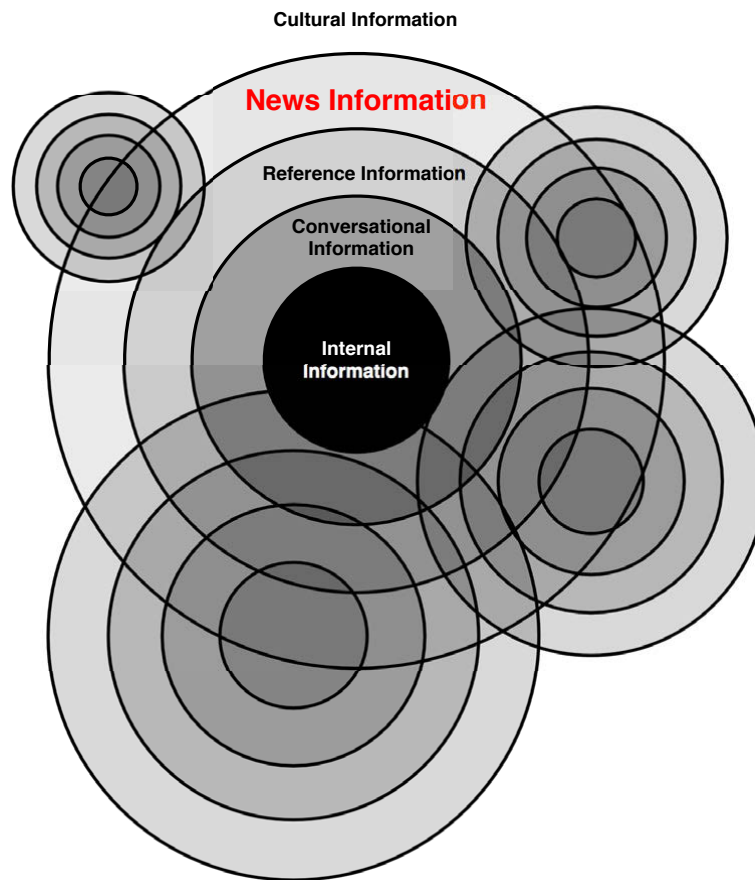 Cultural Information
News Information
Reference Information
Conversational
Information
Internal
Information